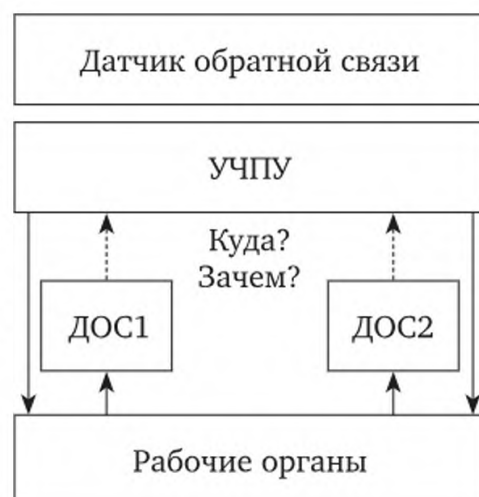 Датчик обратной связи
УЧПУ
Куда?
Зачем?
ДОС1
ДОС2
Рабочие органы